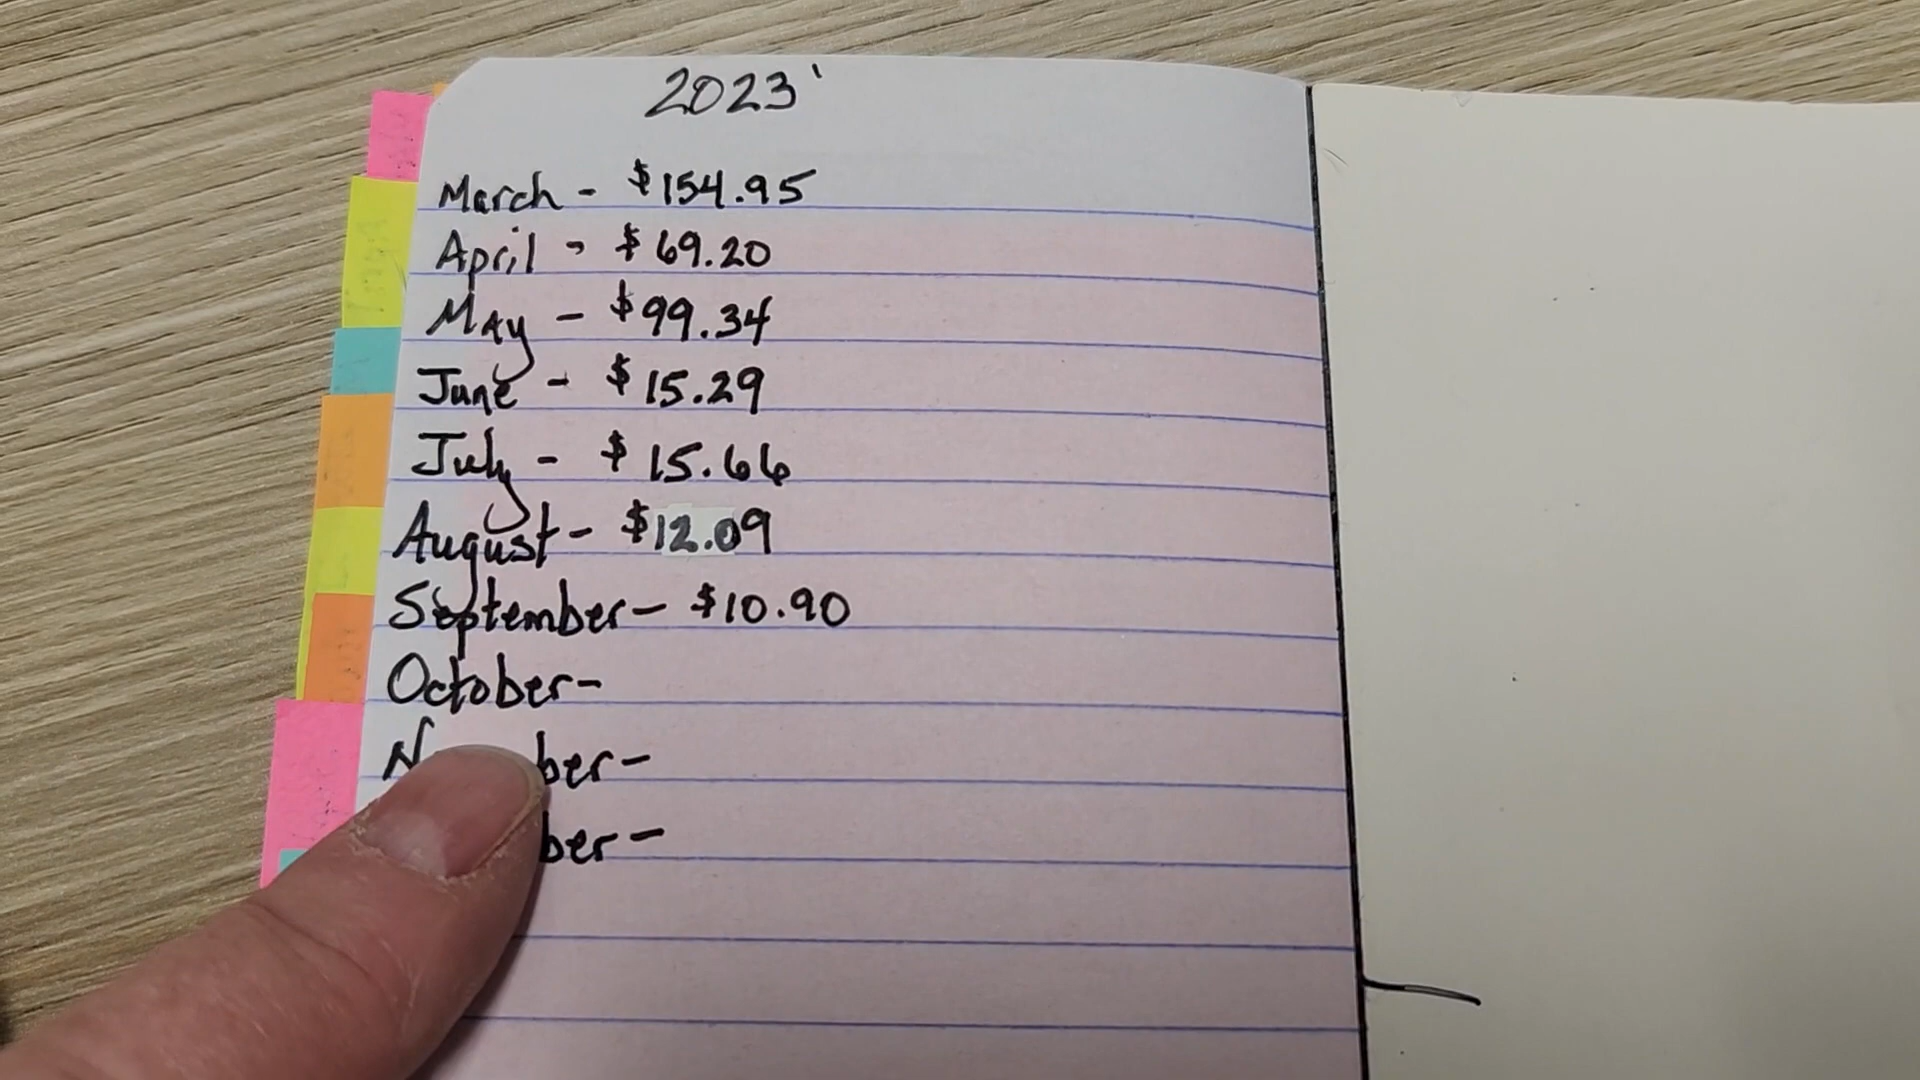 2023'
March - $154.95
April - $69.20
May - $99.34
June - $15.29
July - $15.66
August - $12.09
September - $10.90
October-